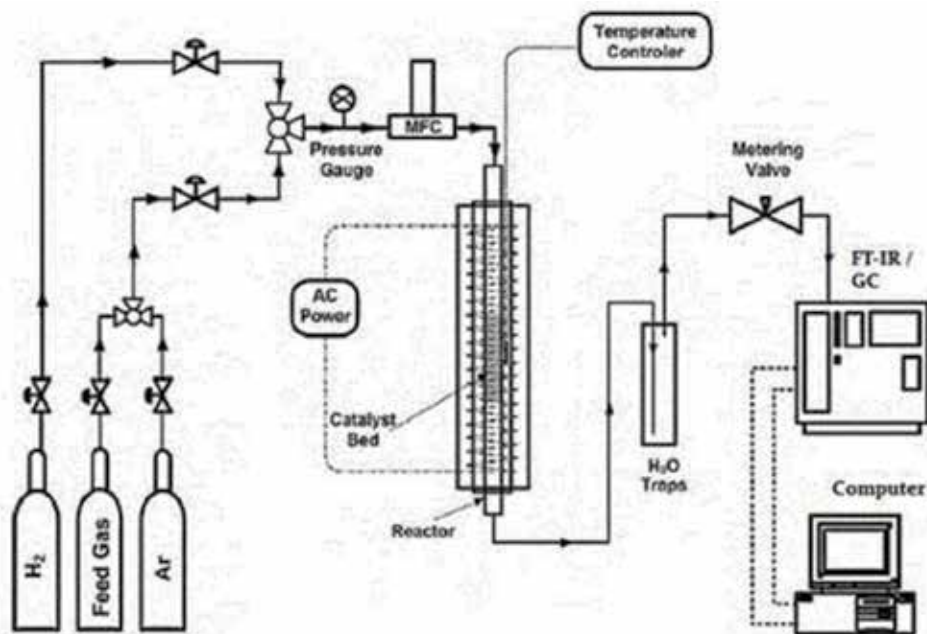 Temperature
Controler
MFC
Pressure
Gauge
Metering
Valve
FT-IR /
GC
AC
Power
Catalyst
Bed
H₂O
Traps
Computer
Reactor
H₂
Feed Gas
Ar